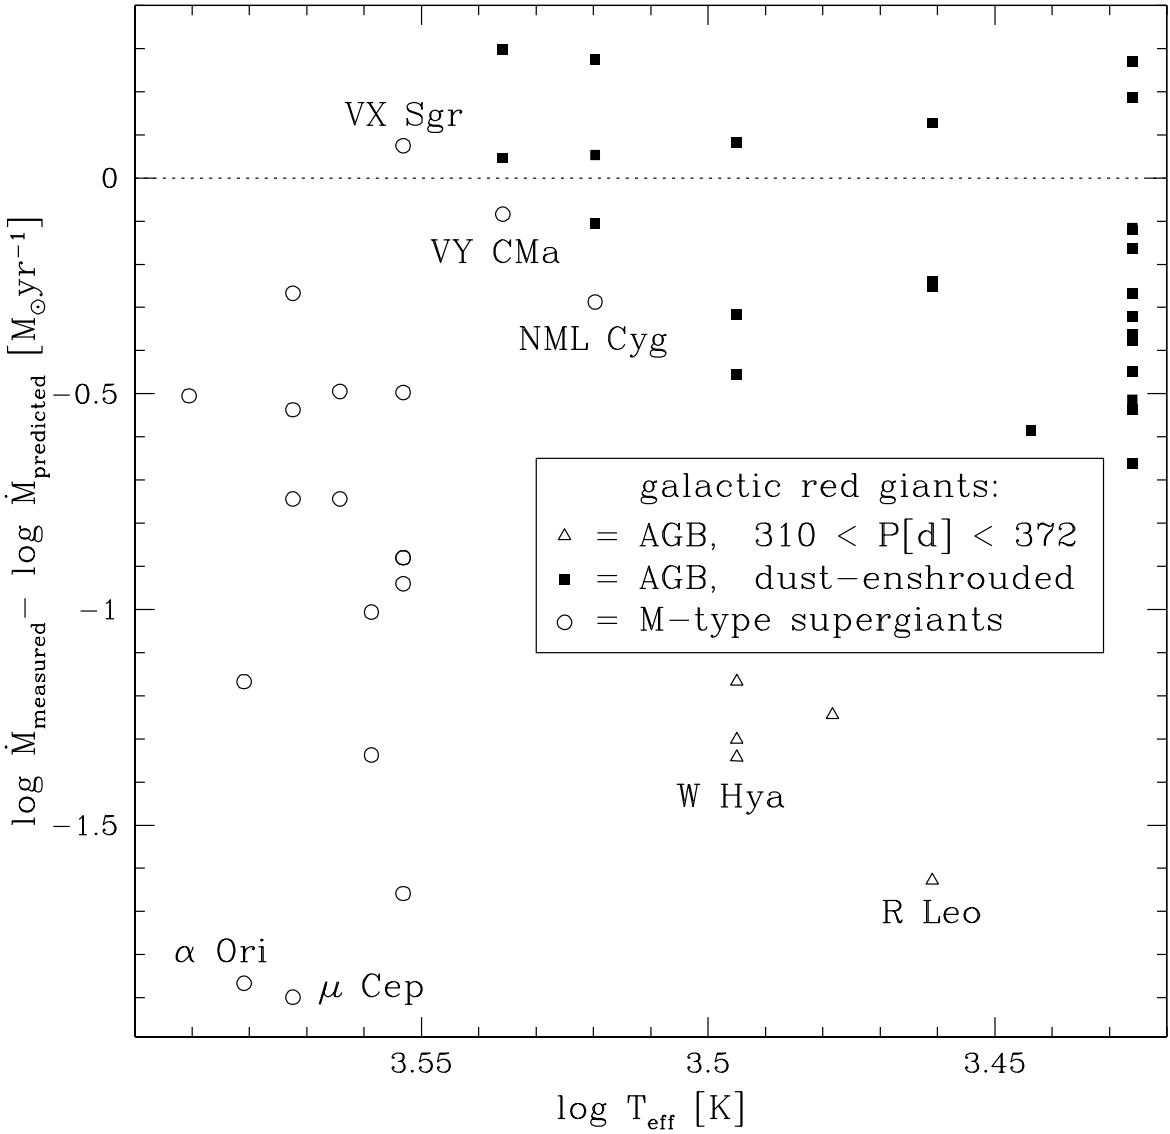 VX Sgr
0
VY CMa
NML Cyg
−0.5
galactic red giants:
△ = AGB, 310 < P[d] < 372
■ = AGB, dust−enshrouded
○ = M−type supergiants
−1
W Hya
−1.5
R Leo
α Ori
μ Cep
3.55 3.5 3.45
log T_eff [K]
log Ṁ_measured − log Ṁ_predicted [M_⊙yr⁻¹]